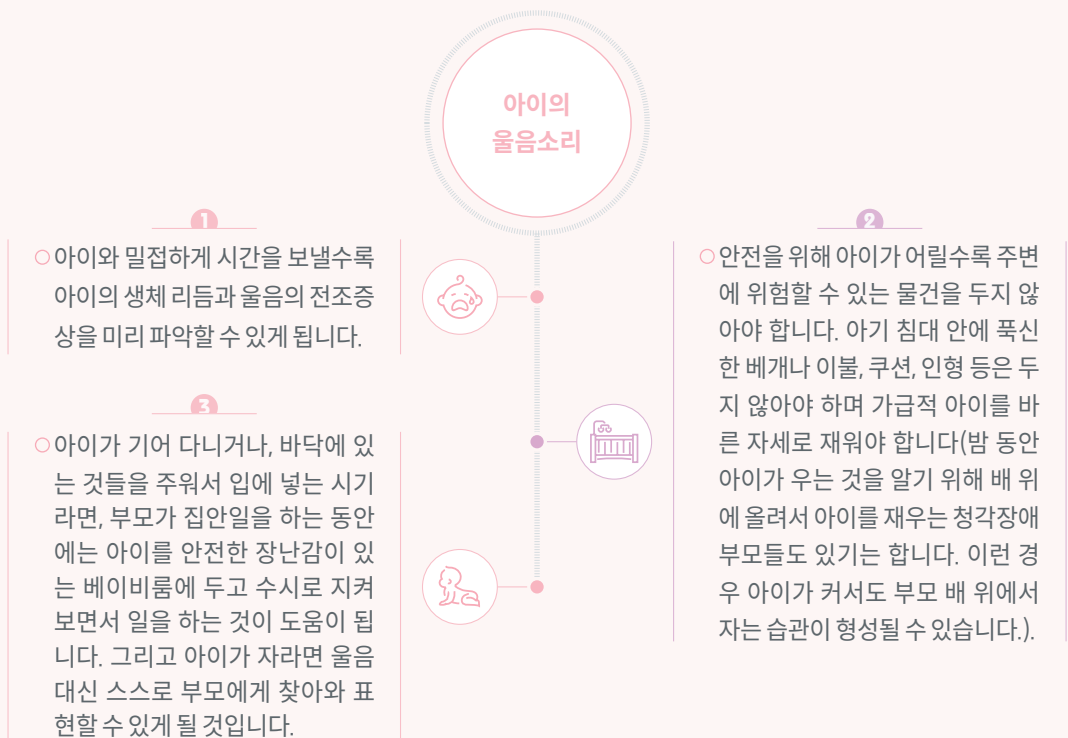 아이의
울음소리
1
○아이와 밀접하게 시간을 보낼수록
아이의 생체 리듬과 울음의 전조증
상을 미리 파악할 수 있게 됩니다.
2
○안전을 위해 아이가 어릴수록 주변
에 위험할 수 있는 물건을 두지 않
아야 합니다. 아기 침대 안에 푹신
한 베개나 이불, 쿠션, 인형 등은 두
지 않아야 하며 가급적 아이를 바
른 자세로 재워야 합니다(밤 동안
아이가 우는 것을 알기 위해 배 위
에 올려서 아이를 재우는 청각장애
부모들도 있기는 합니다. 이런 경
우 아이가 커서도 부모 배 위에서
자는 습관이 형성될 수 있습니다.).
3
○아이가 기어 다니거나, 바닥에 있
는 것들을 주워서 입에 넣는 시기
라면, 부모가 집안일을 하는 동안
에는 아이를 안전한 장난감이 있
는 베이비룸에 두고 수시로 지켜
보면서 일을 하는 것이 도움이 됩
니다. 그리고 아이가 자라면 울음
대신 스스로 부모에게 찾아와 표
현할 수 있게 될 것입니다.